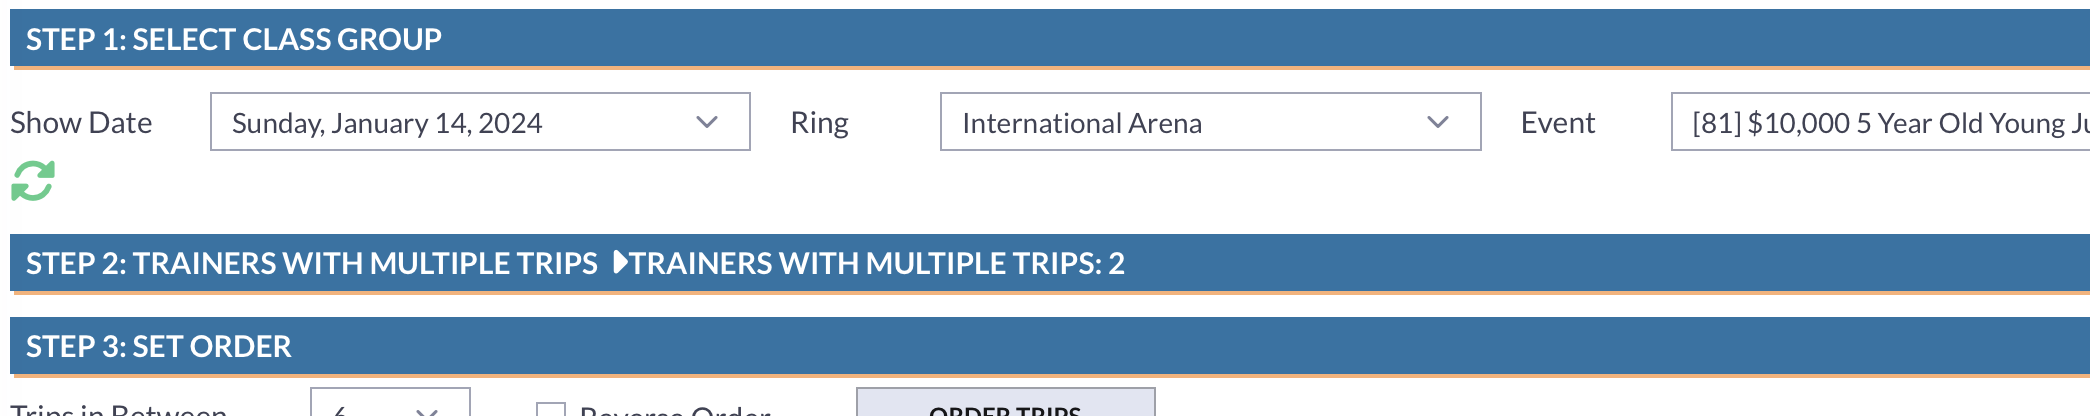 STEP 1: SELECT CLASS GROUP
Show Date Sunday, January 14, 2024 Ring International Arena Event [81] $10,000 5 Year Old Young
STEP 2: TRAINERS WITH MULTIPLE TRIPS TRAINERS WITH MULTIPLE TRIPS: 2
STEP 3: SET ORDER
Trips in Between 6 Reverse Order ORDER TRIPS